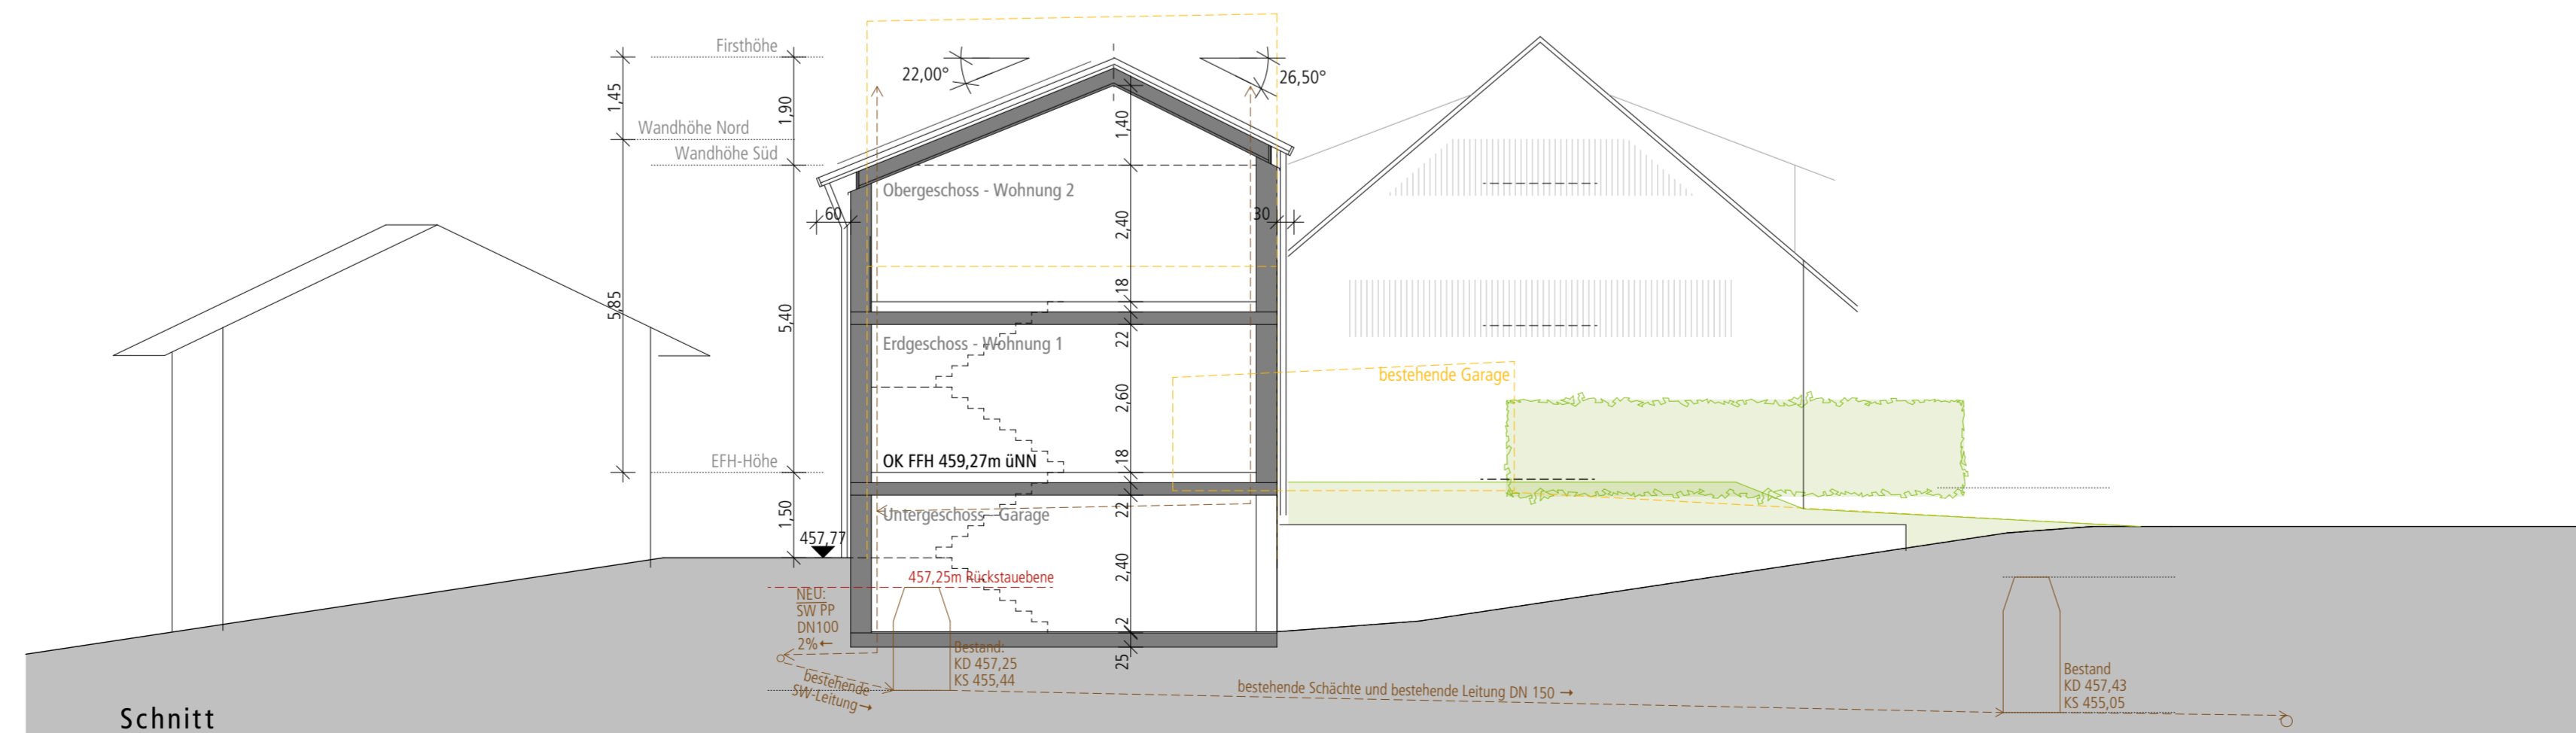 Firsthöhe
1,45
1,90
Wandhöhe Nord
Wandhöhe Süd
22,00°
26,50°
1,40
Obergeschoss - Wohnung 2
60
30
2,40
5,85
5,40
18
22
Erdgeschoss - Wohnung 1
bestehende Garage
2,60
EFH-Höhe
OK FFH 459,27m üNN
18
1,50
22
Untergeschoss - Garage
457,77
2,40
457,25m Rückstauebene
NEU:
SW PP
DN100
2%←
2
25
Bestand:
KD 457,25
KS 455,44
bestehende
SW-Leitung→
bestehende Schächte und bestehende Leitung DN 150 →
Bestand
KD 457,43
KS 455,05
Schnitt